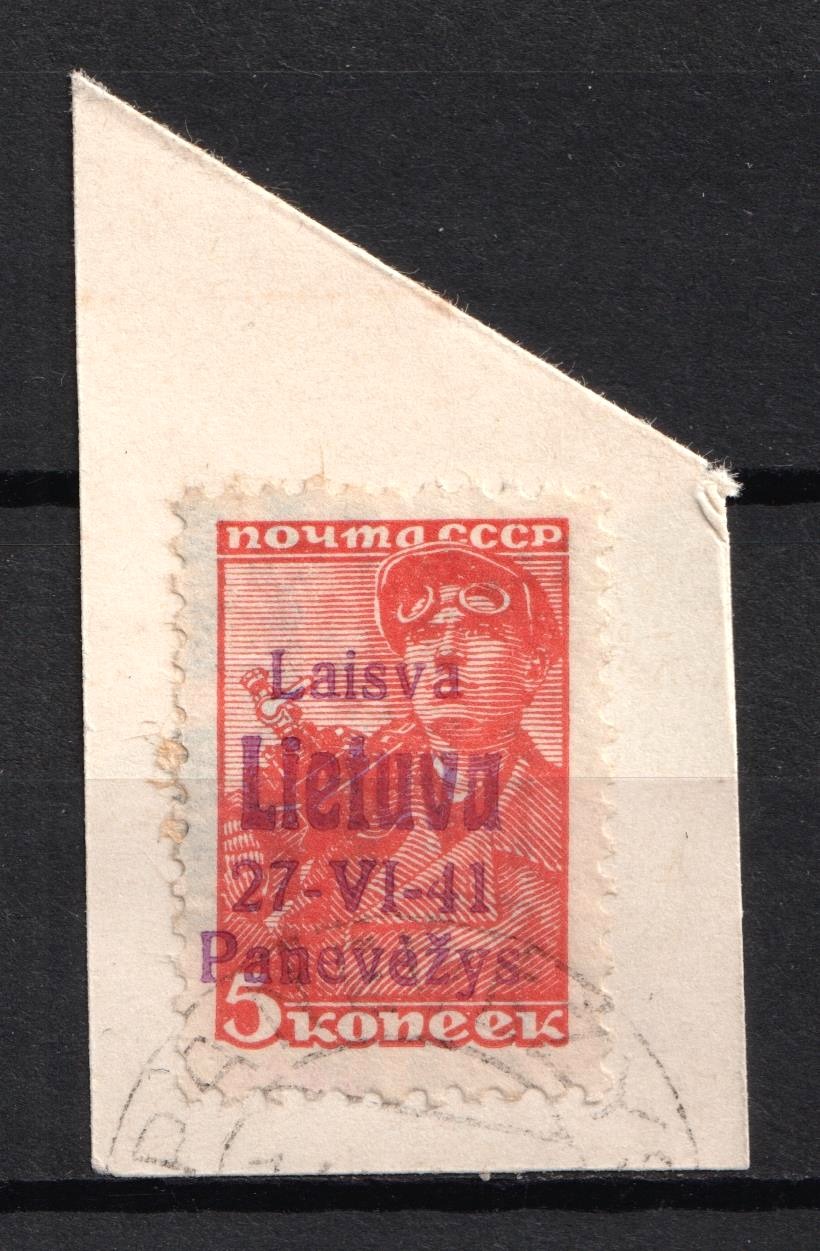 почта СССР
Laisva
Lietuva
27-VI-41
Panevėžys
5 копеек